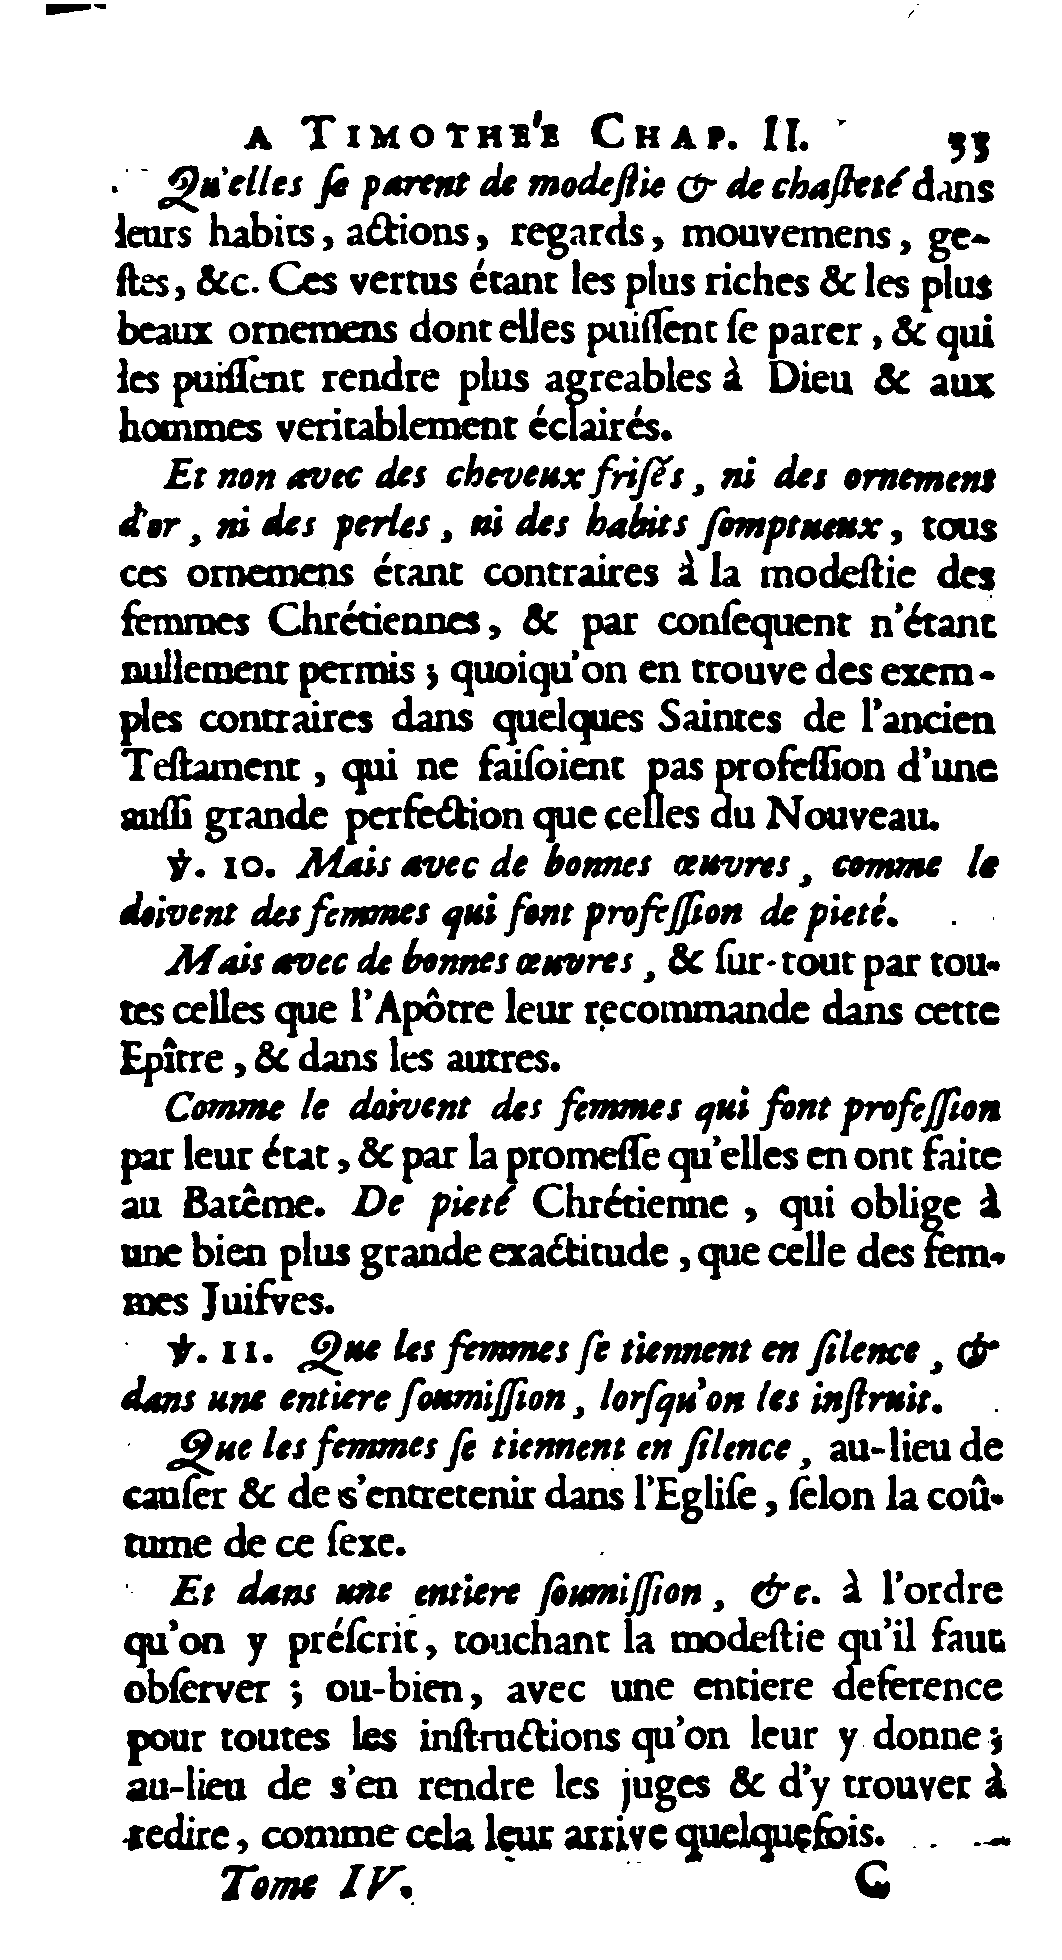 A TIMOTHE'E CHAP. II. 33
Qu'elles ſe parent de modeſtie & de chaſteté dans
leurs habits, actions, regards, mouvemens, ge-
ſtes, &c. Ces vertus étant les plus riches & les plus
beaux ornemens dont elles puiſſent ſe parer, & qui
les puiſſent rendre plus agreables à Dieu & aux
hommes veritablement éclairés.
Et non avec des cheveux friſés, ni des ornemens
d'or, ni des perles, ni des habits ſomptueux, tous
ces ornemens étant contraires à la modeſtie des
femmes Chrétiennes, & par conſequent n'étant
nullement permis; quoiqu'on en trouve des exem-
ples contraires dans quelques Saintes de l'ancien
Teſtament, qui ne faiſoient pas profeſſion d'une
auſſi grande perfection que celles du Nouveau.
℣. 10. Mais avec de bonnes œuvres, comme le
doivent des femmes qui font profeſſion de pieté.
Mais avec de bonnes œuvres, & ſur-tout par tou-
tes celles que l'Apôtre leur recommande dans cette
Epître, & dans les autres.
Comme le doivent des femmes qui font profeſſion
par leur état, & par la promeſſe qu'elles en ont faite
au Batême. De pieté Chrétienne, qui oblige à
une bien plus grande exactitude, que celle des fem-
mes Juifves.
℣. 11. Que les femmes ſe tiennent en ſilence, &
dans une entiere ſoumiſſion, lorſqu'on les inſtruit.
Que les femmes ſe tiennent en ſilence, au-lieu de
cauſer & de s'entretenir dans l'Egliſe, ſelon la coû-
tume de ce ſexe.
Et dans une entiere ſoumiſſion, &c. à l'ordre
qu'on y préſcrit, touchant la modeſtie qu'il faut
obſerver; ou-bien, avec une entiere deference
pour toutes les inſtructions qu'on leur y donne;
au-lieu de s'en rendre les juges & d'y trouver à
redire, comme cela leur arrive quelquefois.
Tome IV. C